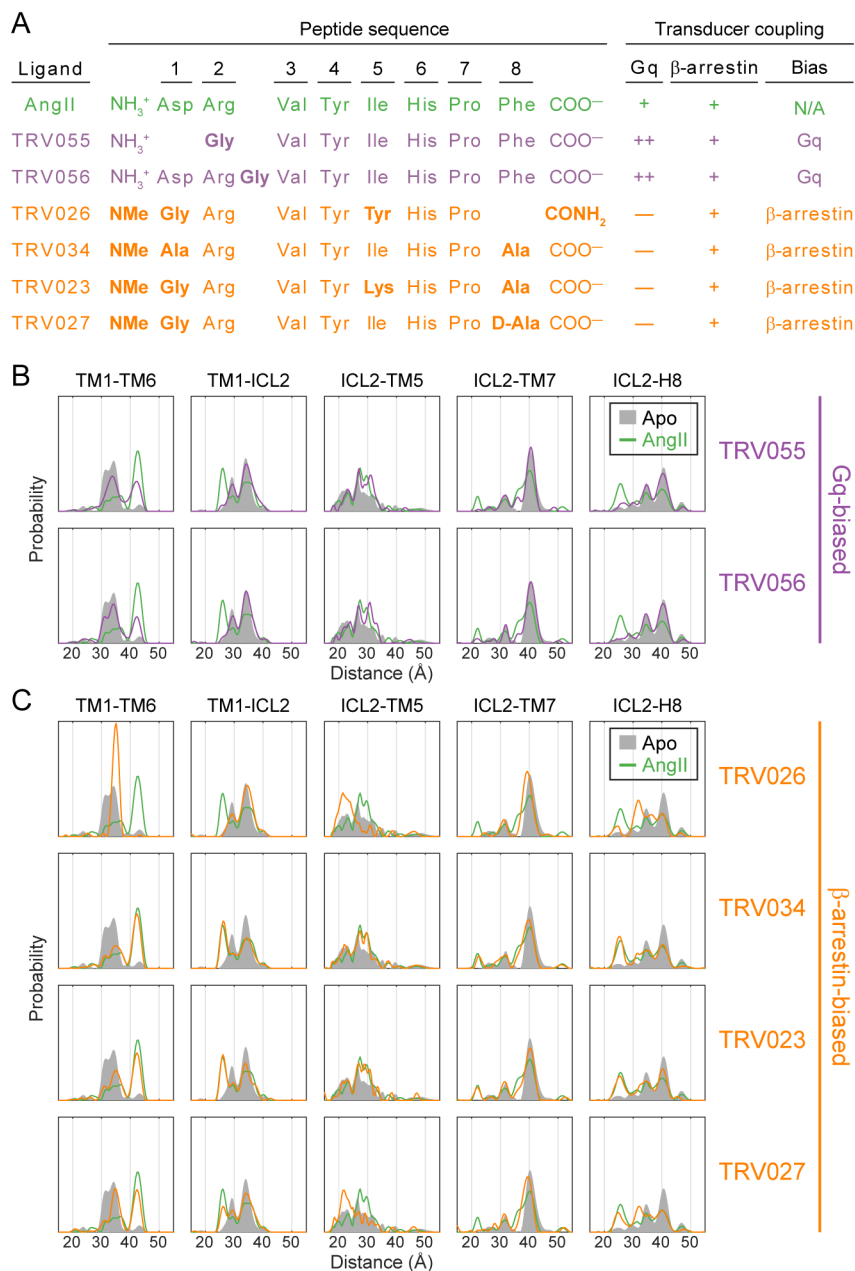 A
Peptide sequence Transducer coupling
Ligand 1 2 3 4 5 6 7 8 Gq β-arrestin Bias
AngII NH₃⁺ Asp Arg Val Tyr Ile His Pro Phe COO— + + N/A
TRV055 NH₃⁺ Gly Val Tyr Ile His Pro Phe COO— ++ + Gq
TRV056 NH₃⁺ Asp Arg Gly Val Tyr Ile His Pro Phe COO— ++ + Gq
TRV026 NMe Gly Arg Val Tyr Tyr His Pro CONH₂ — + β-arrestin
TRV034 NMe Ala Arg Val Tyr Ile His Pro Ala COO— — + β-arrestin
TRV023 NMe Gly Arg Val Tyr Lys His Pro Ala COO— — + β-arrestin
TRV027 NMe Gly Arg Val Tyr Ile His Pro D-Ala COO— — + β-arrestin
B
TM1-TM6 TM1-ICL2 ICL2-TM5 ICL2-TM7 ICL2-H8
Apo
AngII
TRV055
TRV056
Gq-biased
Probability
20 30 40 50 20 30 40 50 20 30 40 50 20 30 40 50 20 30 40 50
Distance (Å)
C
TM1-TM6 TM1-ICL2 ICL2-TM5 ICL2-TM7 ICL2-H8
Apo
AngII
TRV026
TRV034
TRV023
TRV027
β-arrestin-biased
Probability
20 30 40 50 20 30 40 50 20 30 40 50 20 30 40 50 20 30 40 50
Distance (Å)